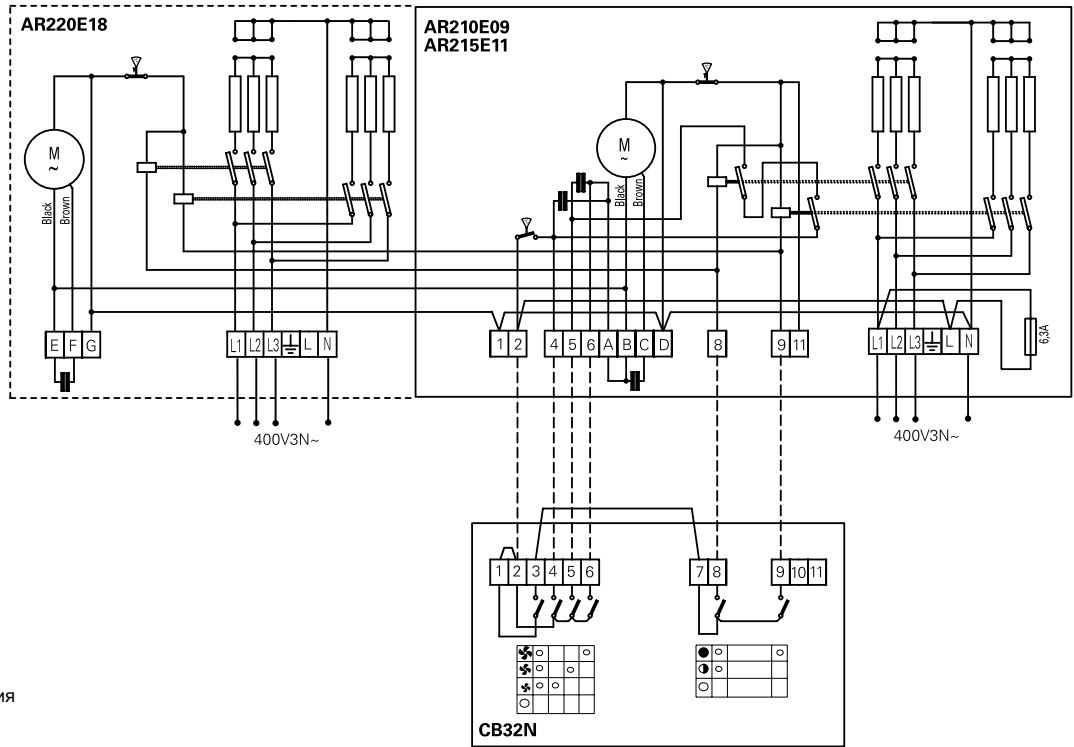 AR220E18
AR210E09
AR215E11
M
~
Black
Brown
M
~
Black
Brown
E F G
L1 L2 L3 L N
1 2
4 5 6 A B C D
8
9 11
L1 L2 L3 L N
6,3A
400V3N~
400V3N~
1 2 3 4 5 6
7 8
9 10 11
CB32N
ия